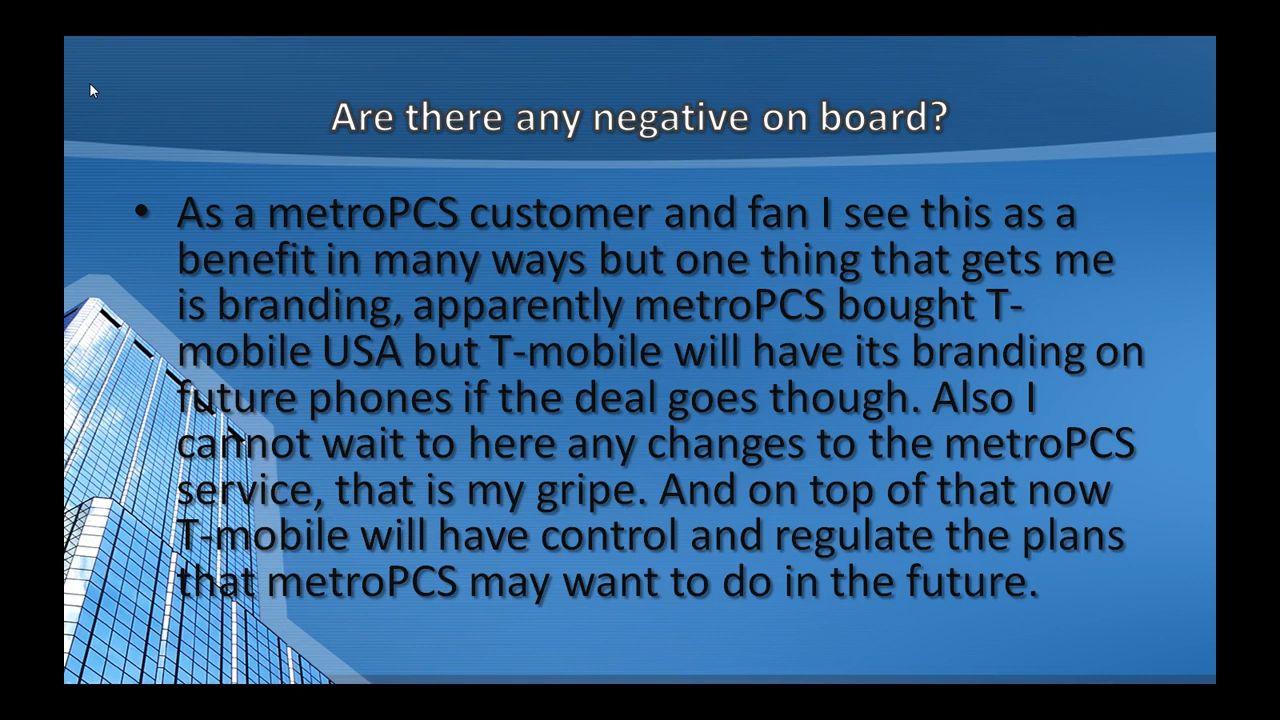 Are there any negative on board?
• As a metroPCS customer and fan I see this as a
benefit in many ways but one thing that gets me
is branding, apparently metroPCS bought T-
mobile USA but T-mobile will have its branding on
future phones if the deal goes though. Also I
cannot wait to here any changes to the metroPCS
service, that is my gripe. And on top of that now
T-mobile will have control and regulate the plans
that metroPCS may want to do in the future.